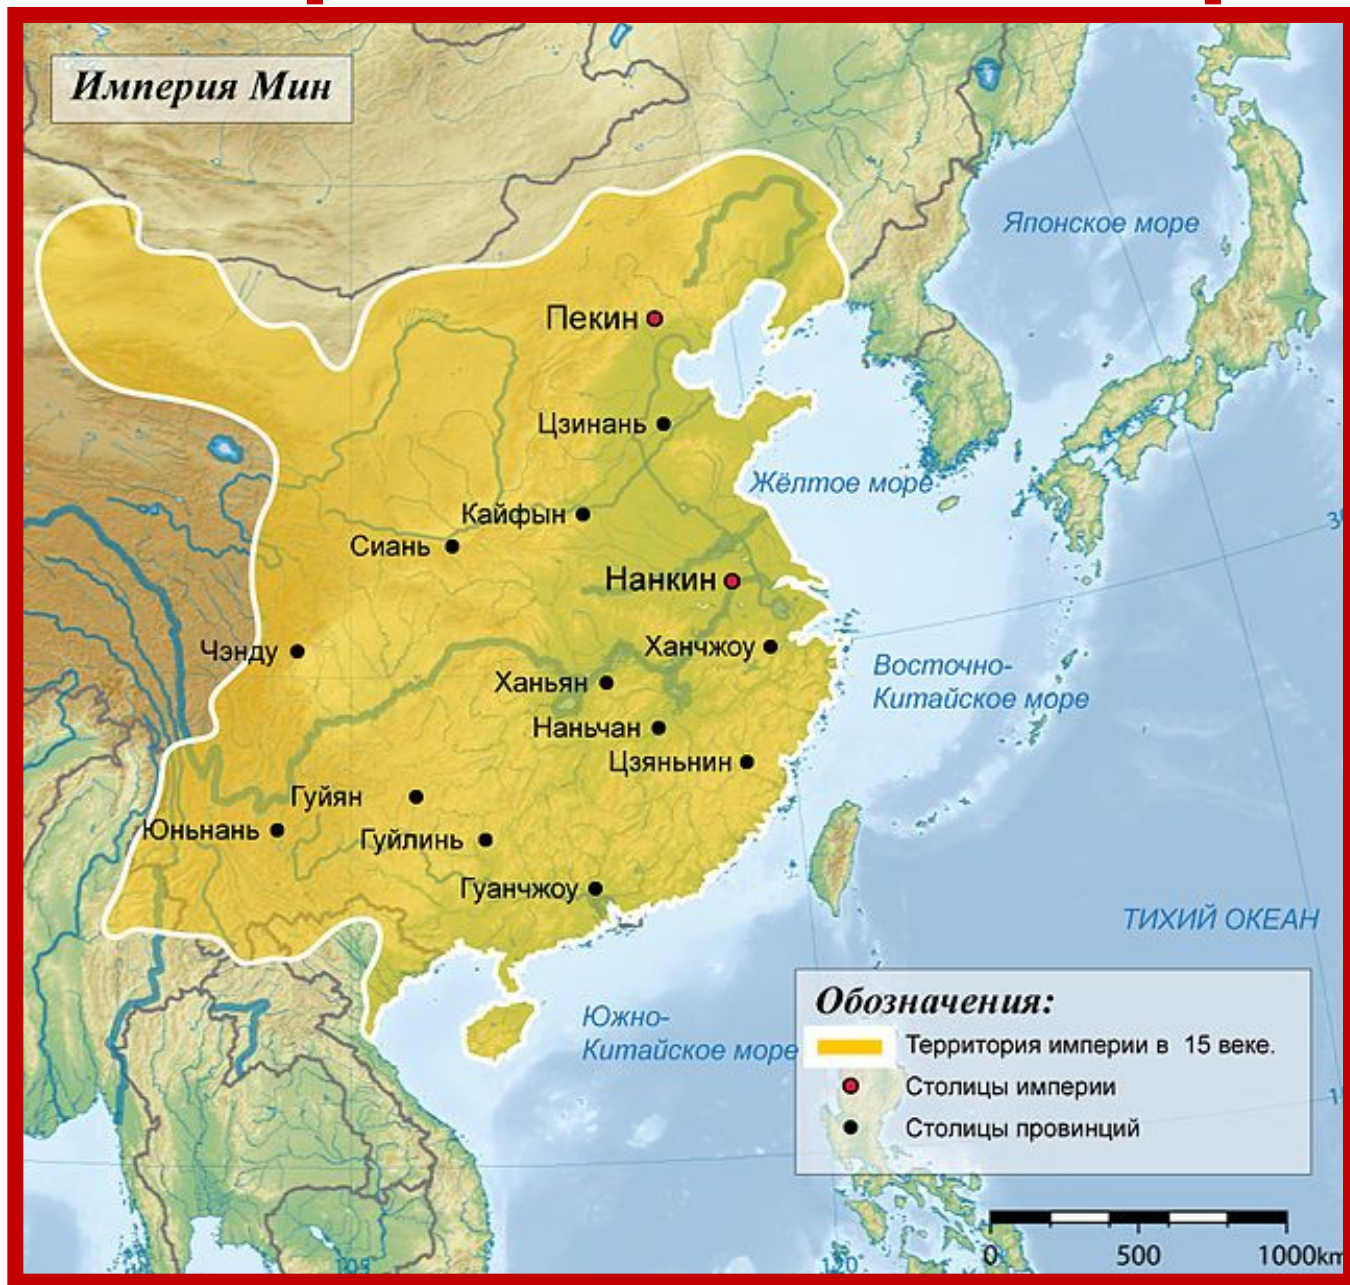 Империя Мин
Японское море
Пекин
Цзинань
Жёлтое море
Кайфын
Сиань
Нанкин
Ханчжоу
Чэнду
Восточно-
Китайское море
Ханьян
Наньчан
Цзяньнин
Гуйян
Юньнань
Гуйлинь
Гуанчжоу
ТИХИЙ ОКЕАН
Южно-
Китайское море
Обозначения:
Территория империи в 15 веке.
Столицы империи
Столицы провинций
0 500 1000km
105
120